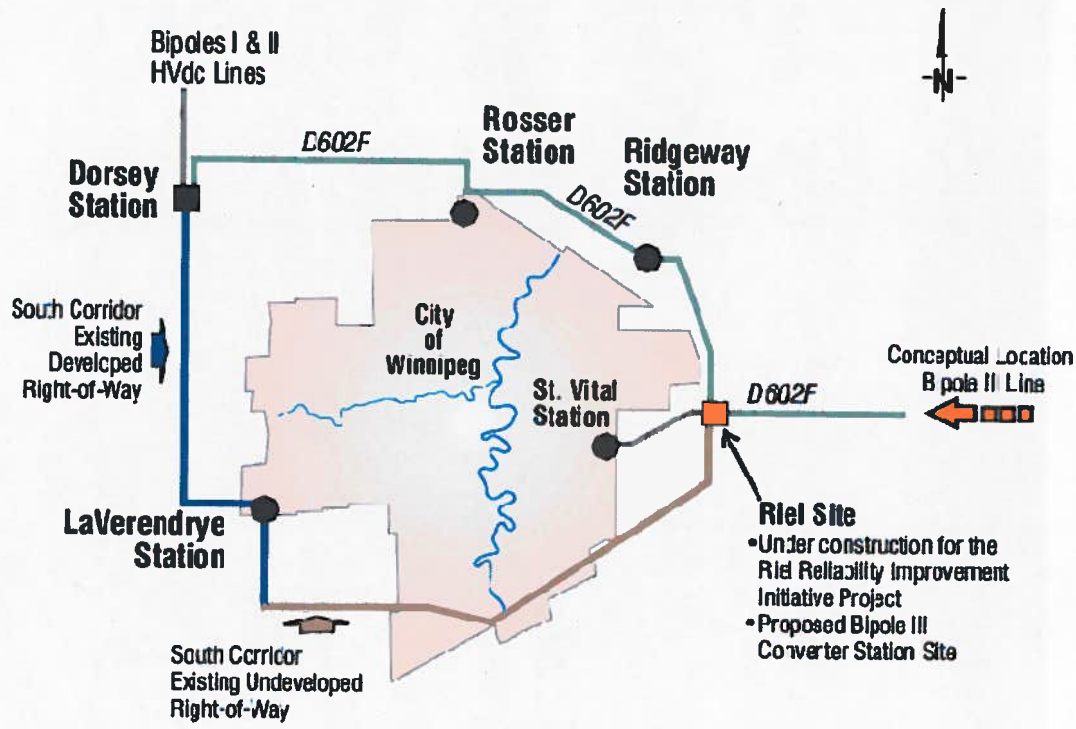 Bipoles I & II
HVdc Lines
N
D602F
Rosser
Station
Ridgeway
Station
Dorsey
Station
D602F
South Corridor
Existing
Developed
Right-of-Way
City
of
Winnipeg
St. Vital
Station
Conceptual Location
Bipole III Line
D602F
LaVerendrye
Station
Riel Site
•Under construction for the
Riel Reliability Improvement
Initiative Project
•Proposed Bipole III
Converter Station Site
South Corridor
Existing Undeveloped
Right-of-Way